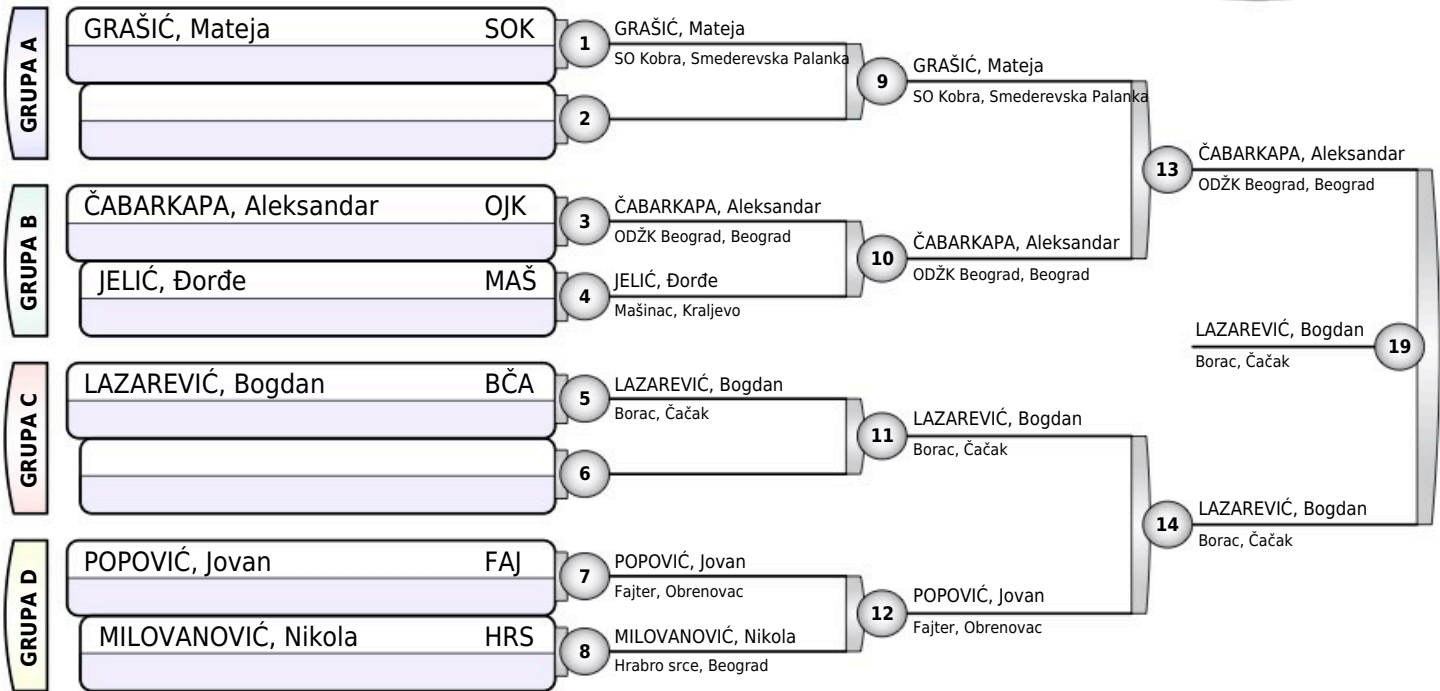 GRUPA A
GRAŠIĆ, Mateja SOK
1
GRAŠIĆ, Mateja
SO Kobra, Smederevska Palanka
2
9
GRAŠIĆ, Mateja
SO Kobra, Smederevska Palanka
GRUPA B
ČABARKAPA, Aleksandar OJK
3
ČABARKAPA, Aleksandar
ODŽK Beograd, Beograd
JELIĆ, Đorđe MAŠ
4
JELIĆ, Đorđe
Mašinac, Kraljevo
10
ČABARKAPA, Aleksandar
ODŽK Beograd, Beograd
13
ČABARKAPA, Aleksandar
ODŽK Beograd, Beograd
GRUPA C
LAZAREVIĆ, Bogdan BČA
5
LAZAREVIĆ, Bogdan
Borac, Čačak
6
11
LAZAREVIĆ, Bogdan
Borac, Čačak
GRUPA D
POPOVIĆ, Jovan FAJ
7
POPOVIĆ, Jovan
Fajter, Obrenovac
MILOVANOVIĆ, Nikola HRS
8
MILOVANOVIĆ, Nikola
Hrabro srce, Beograd
12
POPOVIĆ, Jovan
Fajter, Obrenovac
14
LAZAREVIĆ, Bogdan
Borac, Čačak
LAZAREVIĆ, Bogdan
Borac, Čačak
19